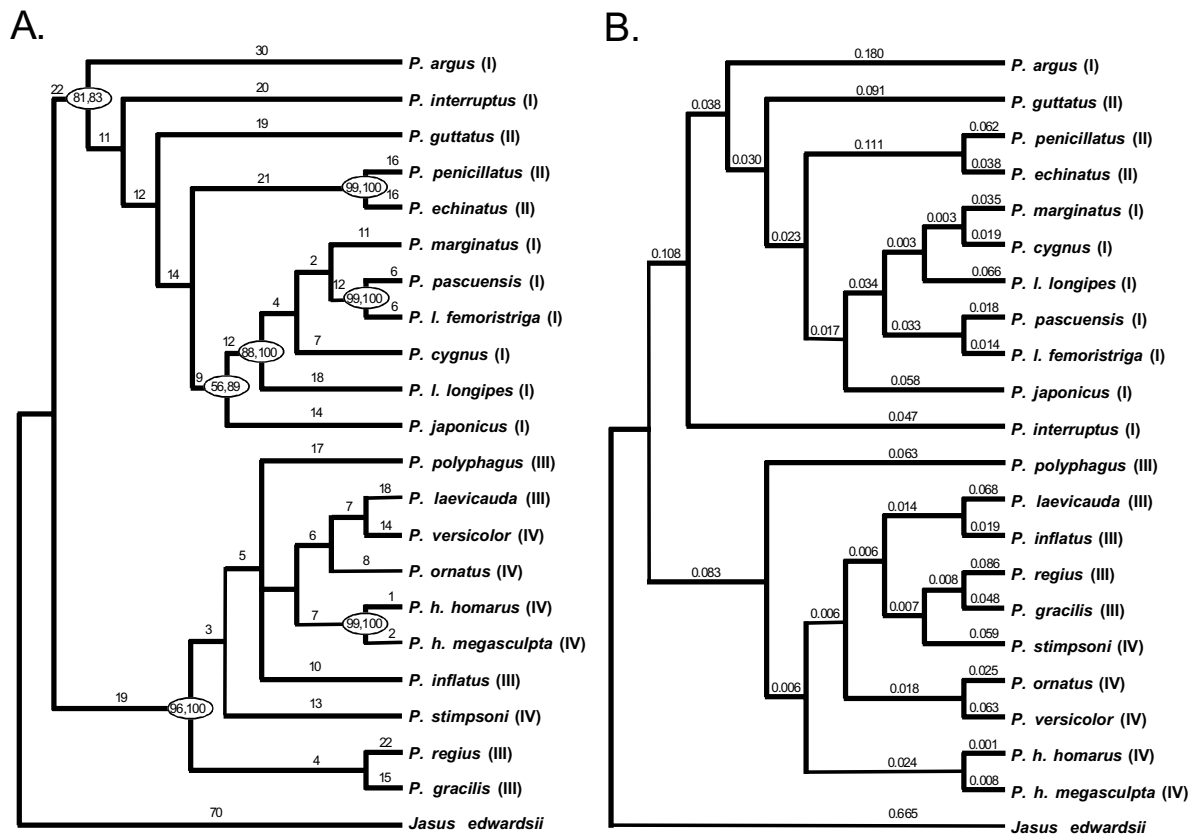 A.
30
P. argus (I)
22
81,83
20
P. interruptus (I)
11
19
P. guttatus (II)
12
16
P. penicillatus (II)
21
99,100
16
P. echinatus (II)
11
P. marginatus (I)
2
14
6
P. pascuensis (I)
12
99,100
4
6
P. l. femoristriga (I)
12
88,100
7
P. cygnus (I)
9
56,89
18
P. l. longipes (I)
14
P. japonicus (I)
17
P. polyphagus (III)
18
P. laevicauda (III)
7
14
P. versicolor (IV)
6
5
8
P. ornatus (IV)
1
P. h. homarus (IV)
7
99,100
3
2
P. h. megasculpta (IV)
10
P. inflatus (III)
19
96,100
13
P. stimpsoni (IV)
22
P. regius (III)
4
15
P. gracilis (III)
70
Jasus edwardsii
B.
0.180
P. argus (I)
0.038
0.091
P. guttatus (II)
0.062
P. penicillatus (II)
0.111
0.030
0.038
P. echinatus (II)
0.035
P. marginatus (I)
0.003
0.023
0.019
P. cygnus (I)
0.108
0.003
0.066
P. l. longipes (I)
0.034
0.018
P. pascuensis (I)
0.033
0.017
0.014
P. l. femoristriga (I)
0.058
P. japonicus (I)
0.047
P. interruptus (I)
0.063
P. polyphagus (III)
0.068
P. laevicauda (III)
0.014
0.019
P. inflatus (III)
0.006
0.086
P. regius (III)
0.083
0.008
0.048
P. gracilis (III)
0.007
0.006
0.059
P. stimpsoni (IV)
0.025
P. ornatus (IV)
0.006
0.018
0.063
P. versicolor (IV)
0.001
P. h. homarus (IV)
0.024
0.008
P. h. megasculpta (IV)
0.665
Jasus edwardsii